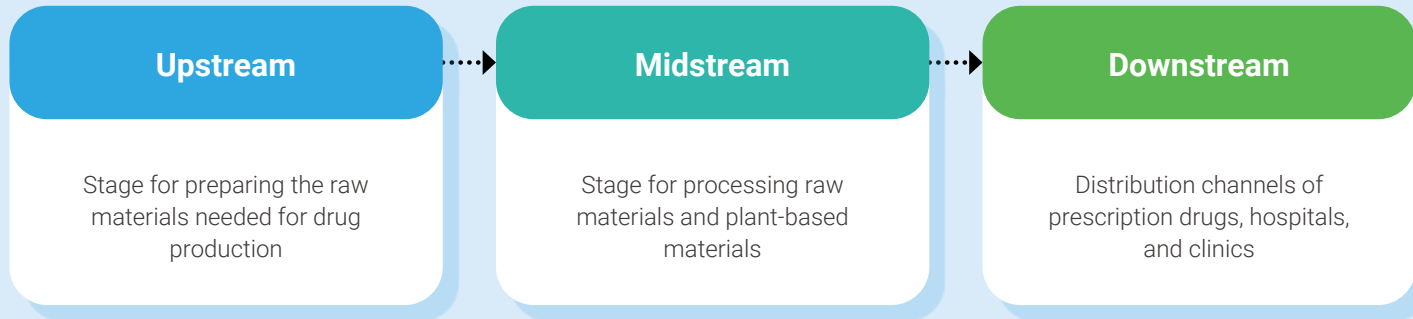 Upstream
Stage for preparing the raw
materials needed for drug
production
Midstream
Stage for processing raw
materials and plant-based
materials
Downstream
Distribution channels of
prescription drugs, hospitals,
and clinics